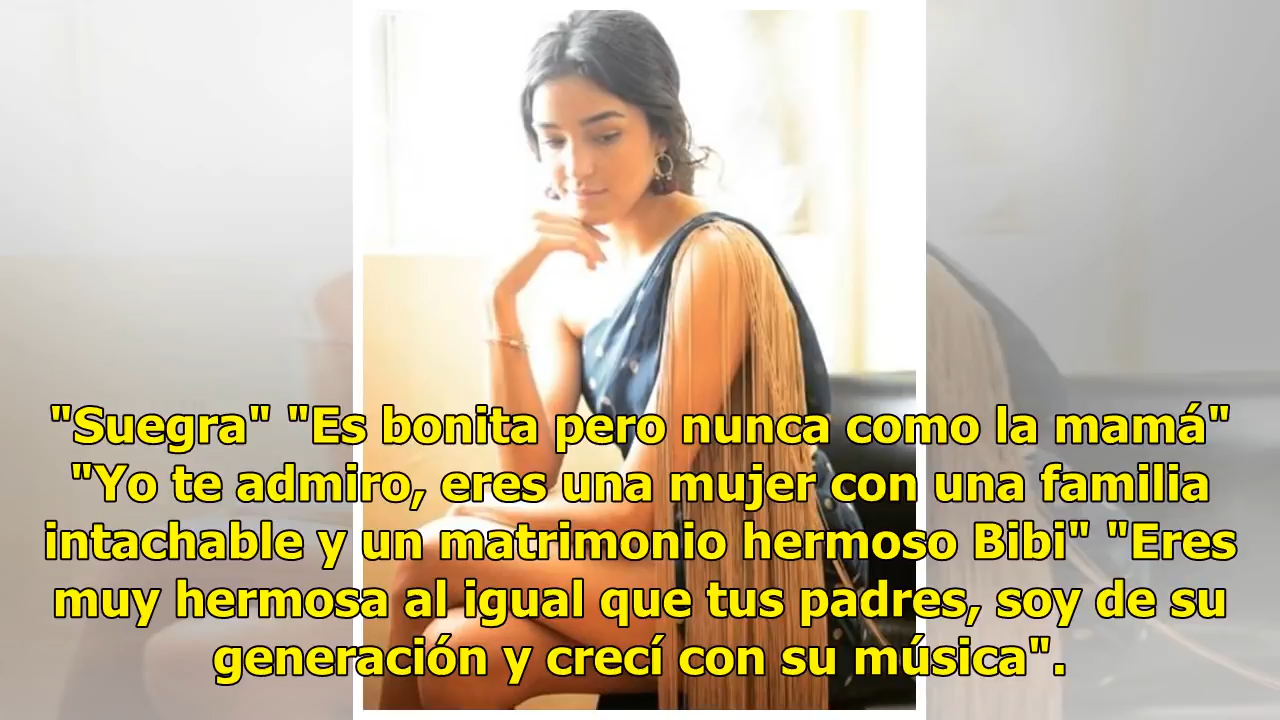 "Suegra" "Es bonita pero nunca como la mamá"
"Yo te admiro, eres una mujer con una familia
intachable y un matrimonio hermoso Bibi" "Eres
muy hermosa al igual que tus padres, soy de su
generación y crecí con su música".